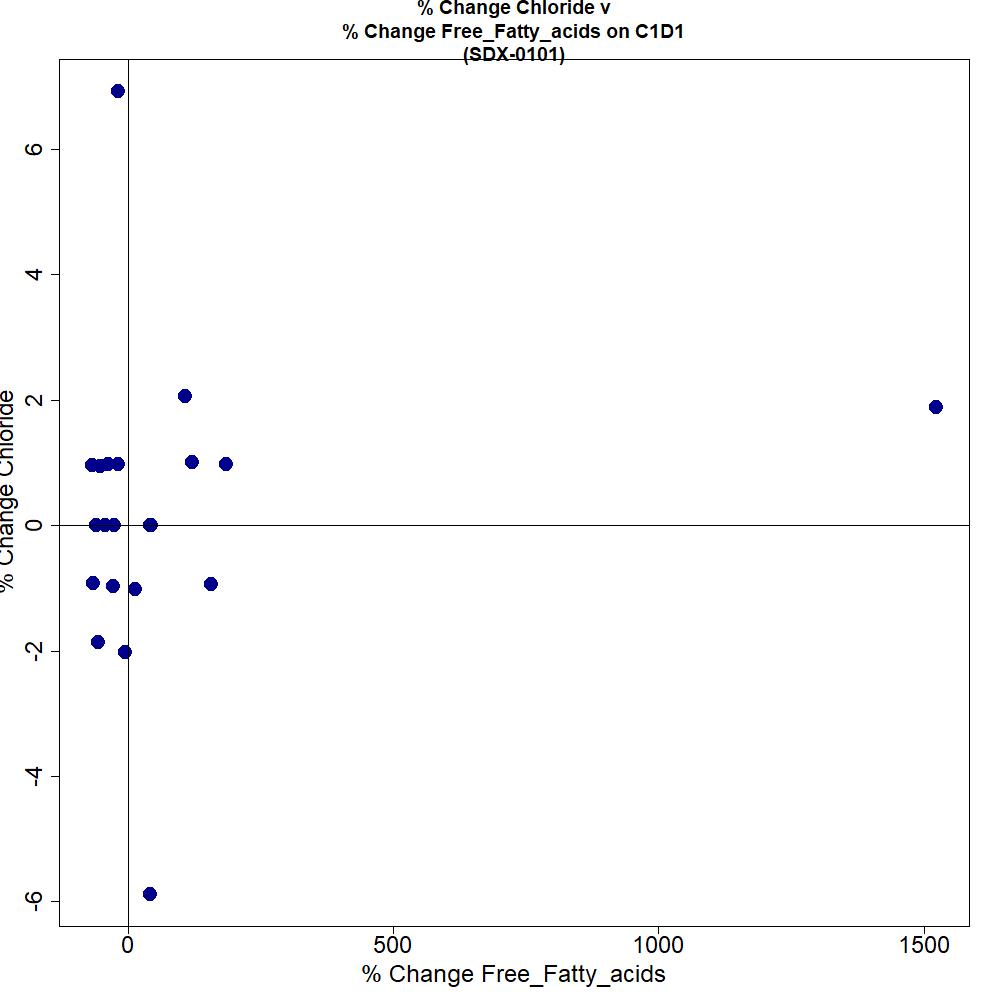 % Change Chloride v
% Change Free_Fatty_acids on C1D1
(SDX-0101)
% Change Chloride
6
4
2
0
-2
-4
-6
0
500
1000
1500
% Change Free_Fatty_acids